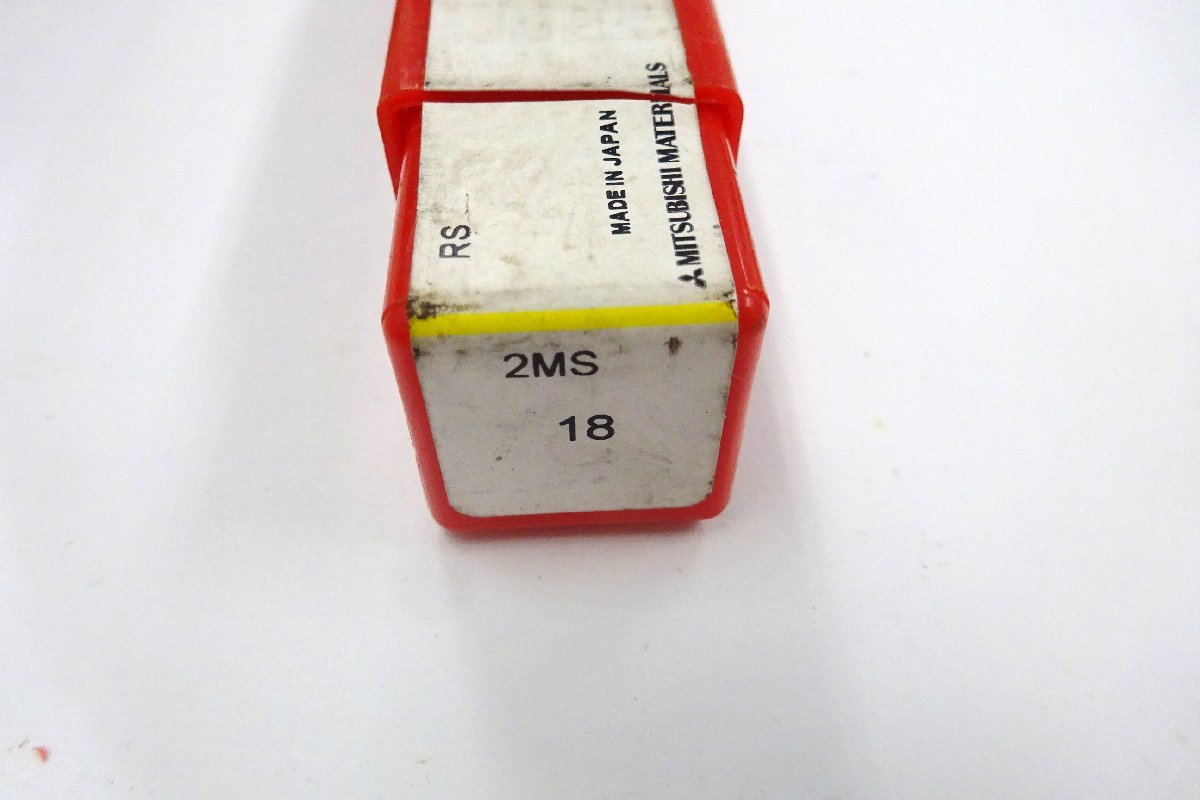 MITSUBISHI MATERIALS
MADE IN JAPAN
RS
2MS
18